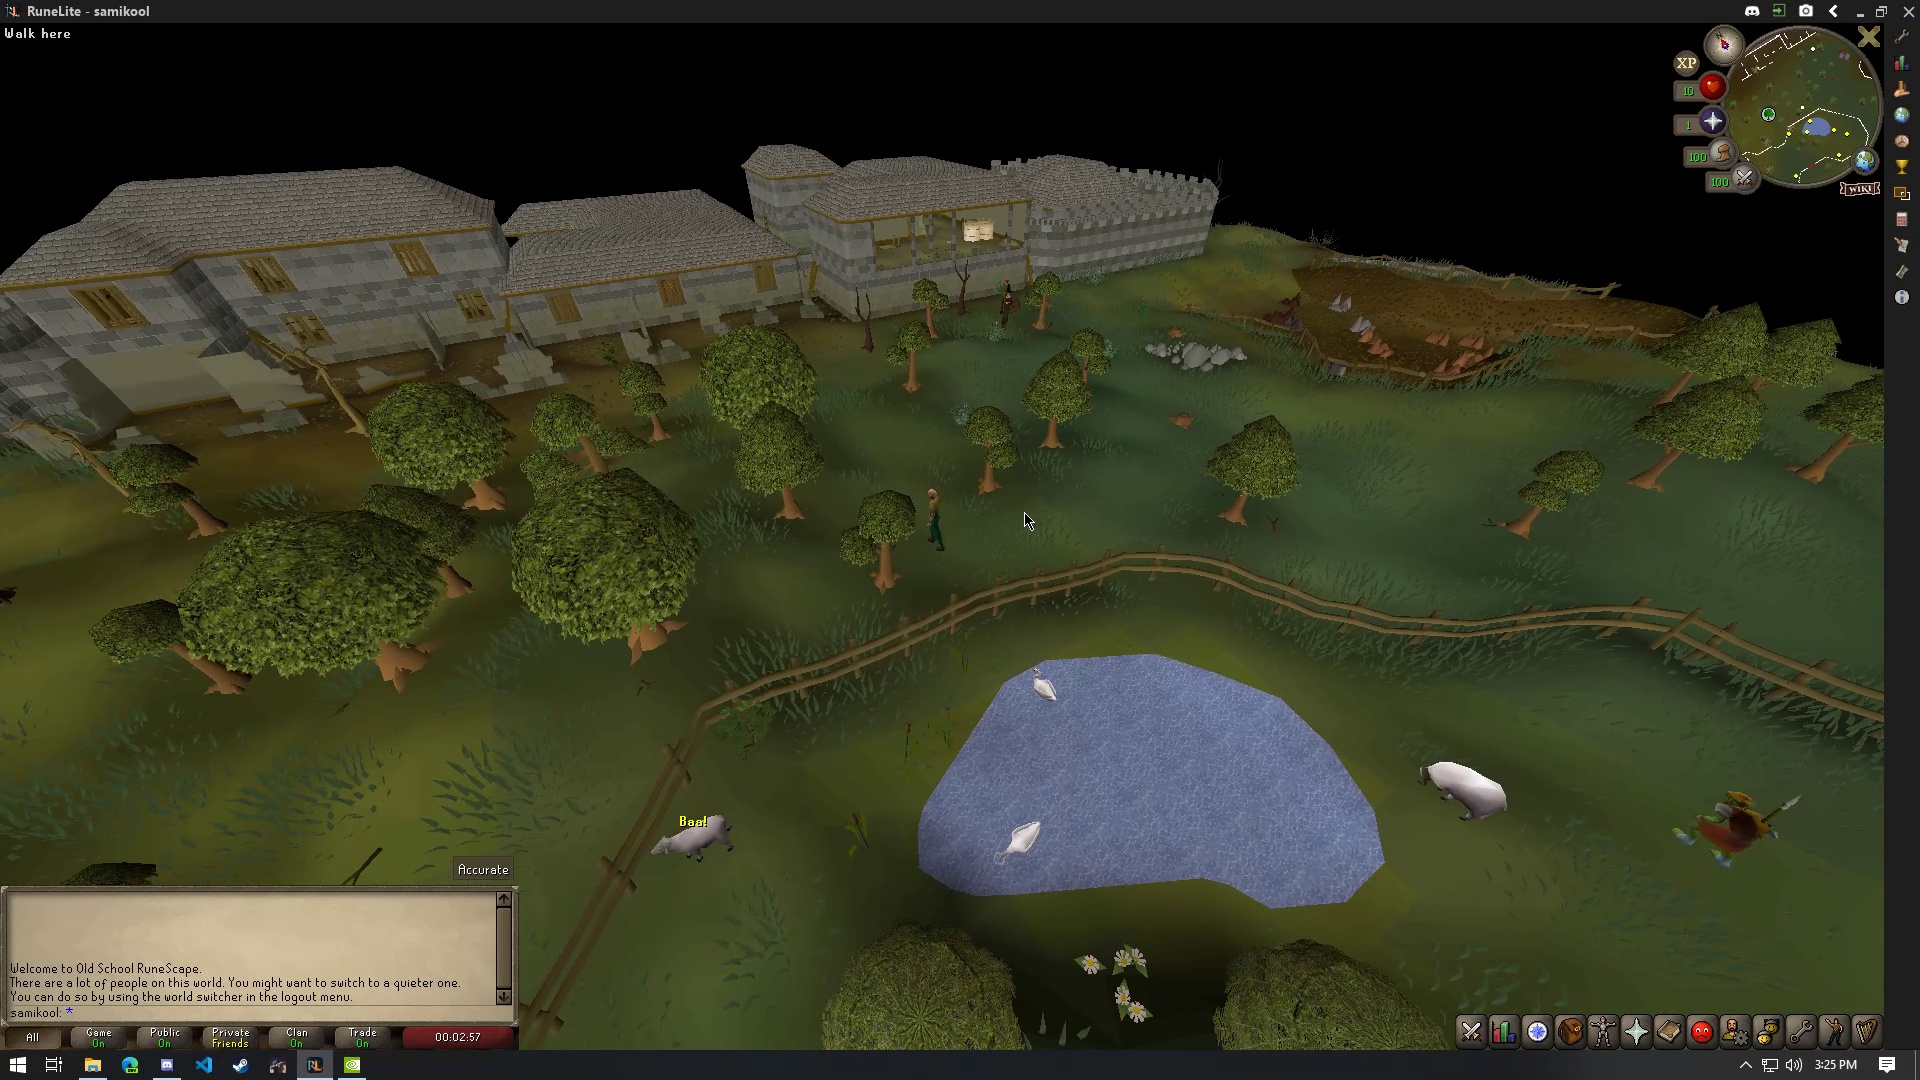 RuneLite - samikool
Walk here
XP
10
1
100
100
WIKI
Baa!
Accurate
Welcome to Old School RuneScape.
There are a lot of people on this world. You might want to switch to a quieter one.
You can do so by using the world switcher in the logout menu.
samikool: *
All
Game
On
Public
On
Private
Friends
Clan
On
Trade
On
00:02:57
3:25 PM